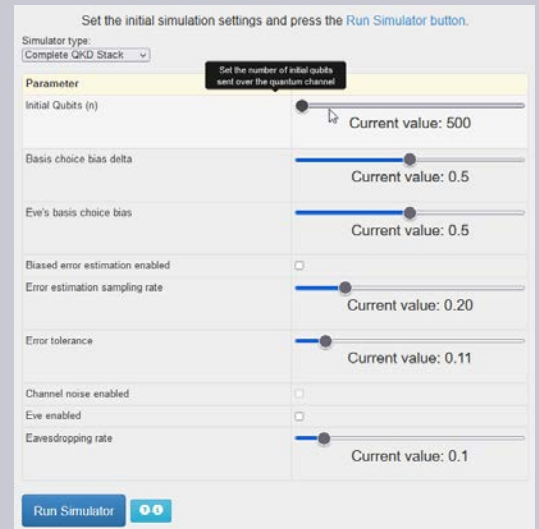 Set the initial simulation settings and press the Run Simulator button.
Simulator type:
Complete QKD Stack
Set the number of initial qubits
sent over the quantum channel
Parameter
Initial Qubits (n)
Current value: 500
Basis choice bias delta
Current value: 0.5
Eve's basis choice bias
Current value: 0.5
Biased error estimation enabled
Error estimation sampling rate
Current value: 0.20
Error tolerance
Current value: 0.11
Channel noise enabled
Eve enabled
Eavesdropping rate
Current value: 0.1
Run Simulator